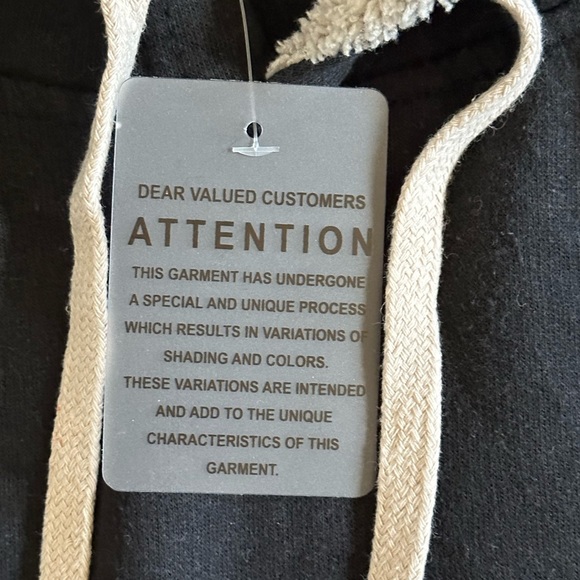 DEAR VALUED CUSTOMERS
ATTENTION
THIS GARMENT HAS UNDERGONE
A SPECIAL AND UNIQUE PROCESS
WHICH RESULTS IN VARIATIONS OF
SHADING AND COLORS.
THESE VARIATIONS ARE INTENDED
AND ADD TO THE UNIQUE
CHARACTERISTICS OF THIS
GARMENT.